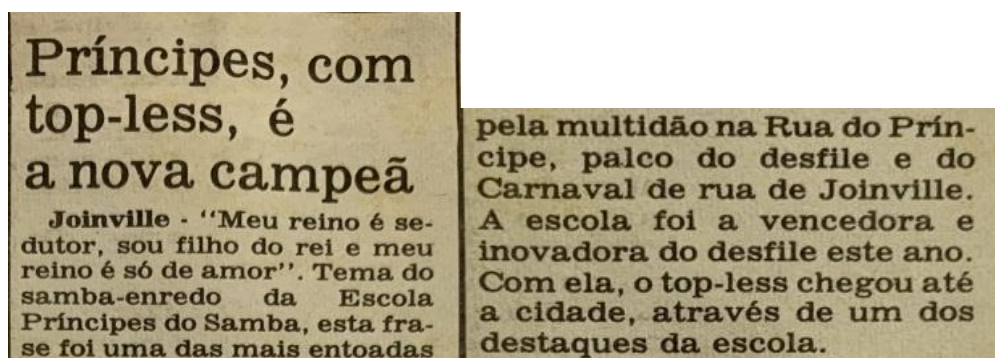 Príncipes, com
top-less, é
a nova campeã
Joinville - "Meu reino é se-
dutor, sou filho do rei e meu
reino é só de amor". Tema do
samba-enredo da Escola
Príncipes do Samba, esta fra-
se foi uma das mais entoadas
pela multidão na Rua do Prín-
cipe, palco do desfile e do
Carnaval de rua de Joinville.
A escola foi a vencedora e
inovadora do desfile este ano.
Com ela, o top-less chegou até
a cidade, através de um dos
destaques da escola.